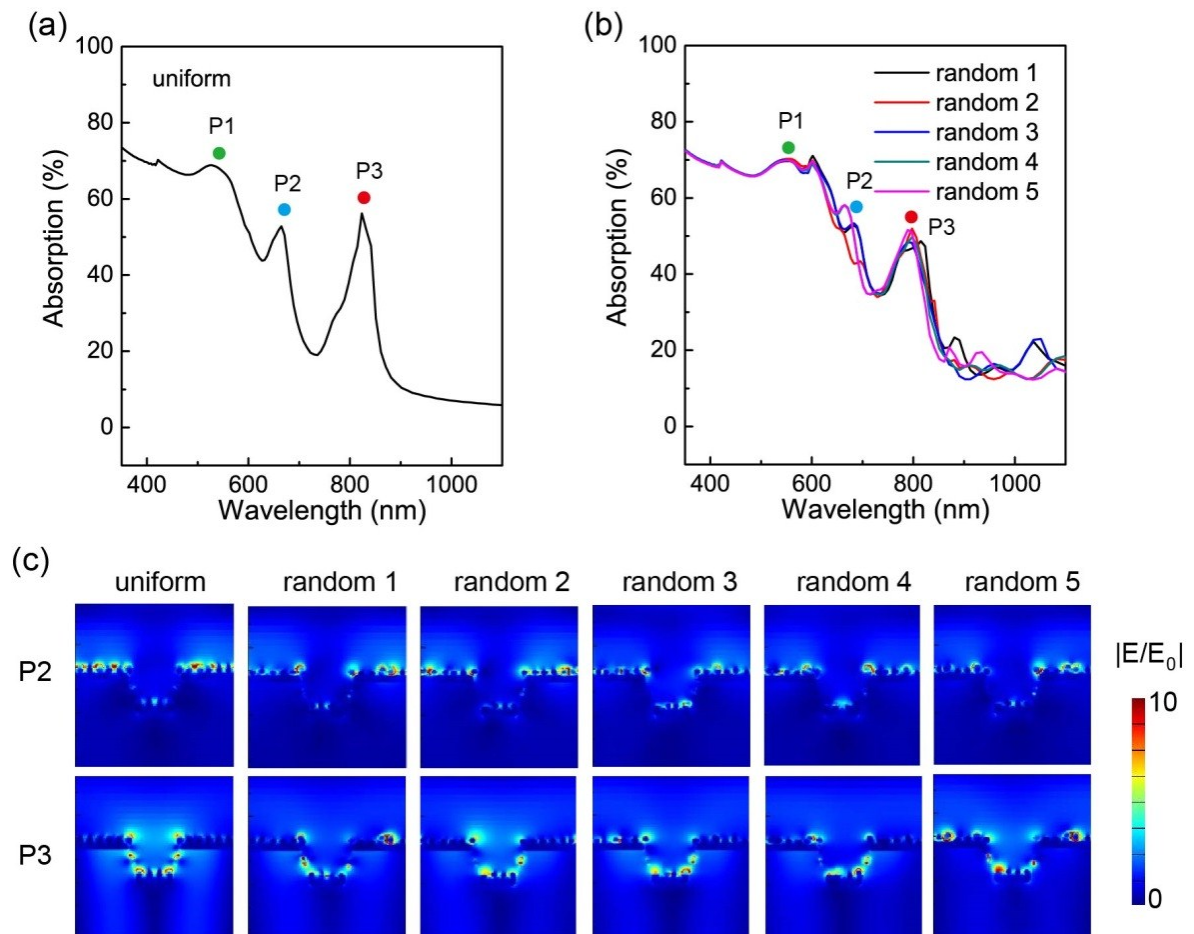 (a)
100
80
60
40
20
0
Absorption (%)
uniform
P1
P2
P3
400 600 800 1000
Wavelength (nm)
(b)
100
80
60
40
20
0
Absorption (%)
random 1
random 2
random 3
random 4
random 5
P1
P2
P3
400 600 800 1000
Wavelength (nm)
(c)
uniform random 1 random 2 random 3 random 4 random 5
P2
P3
|E/E₀|
10
0